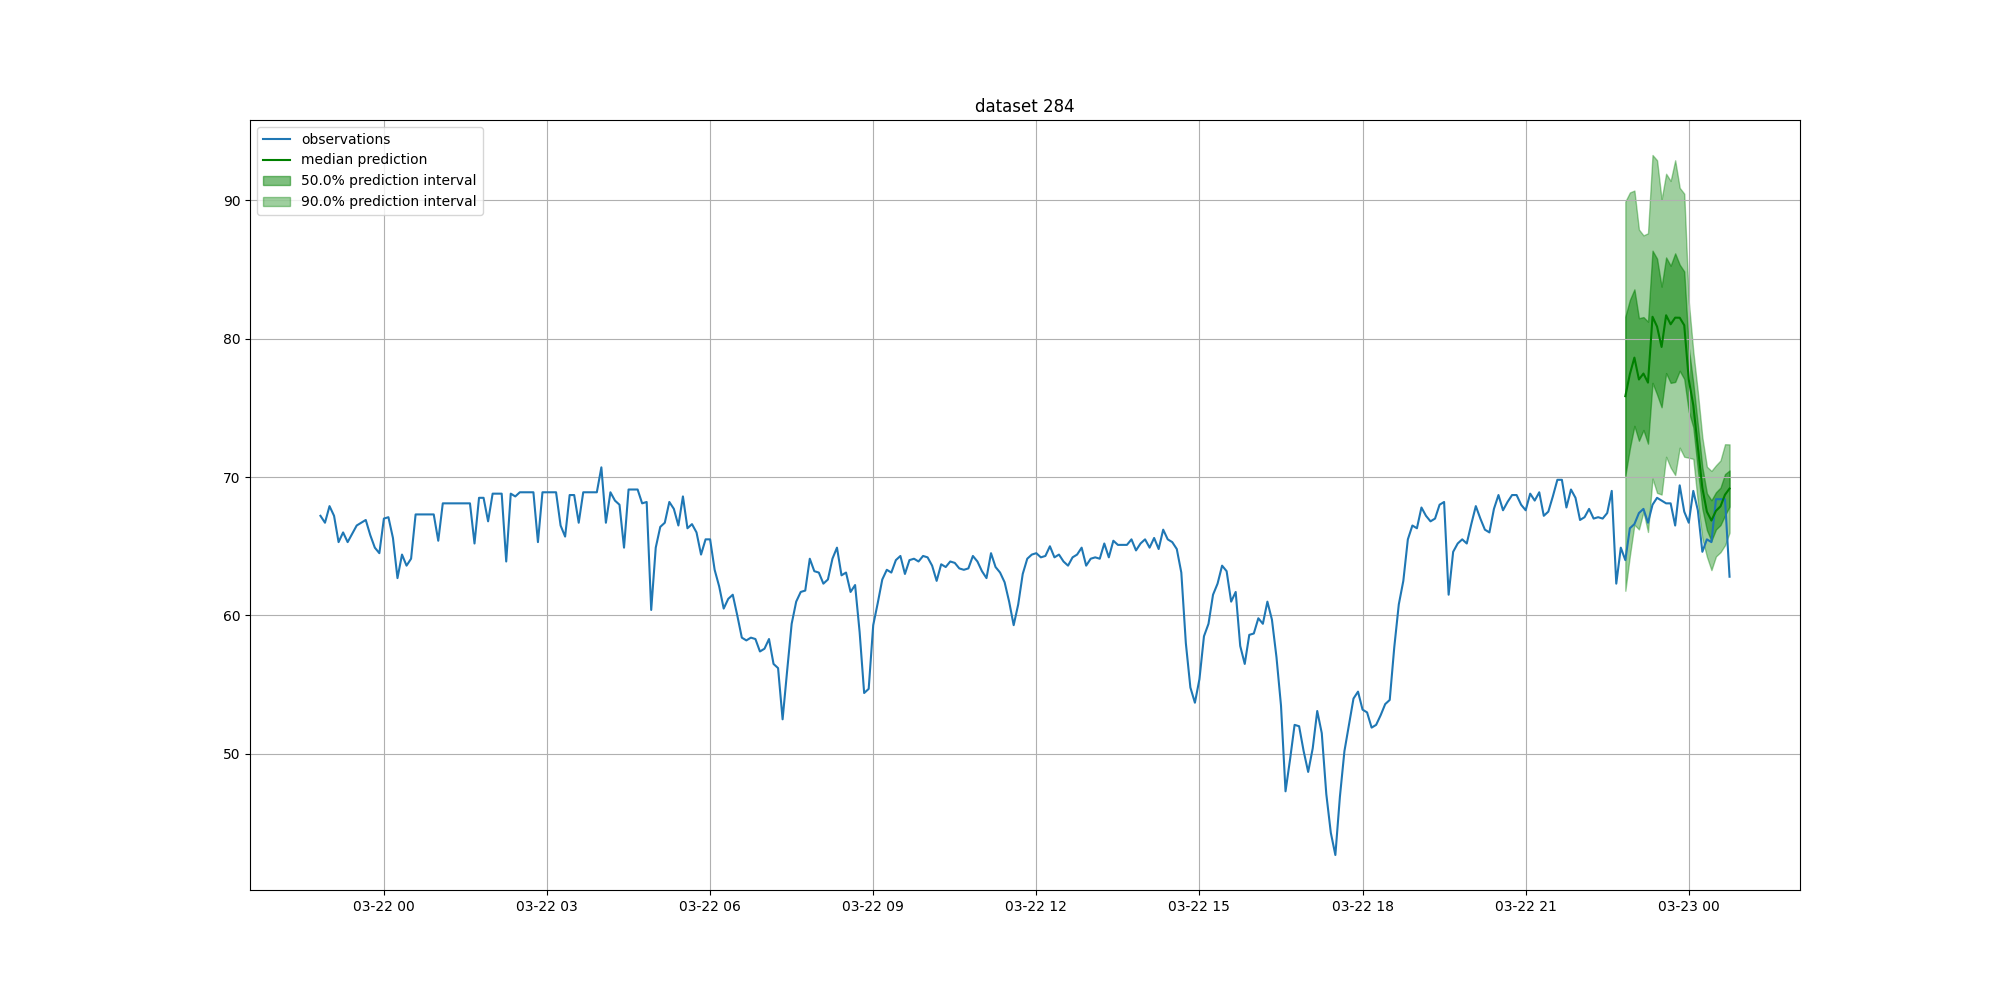 dataset 284
observations
median prediction
50.0% prediction interval
90.0% prediction interval
90
80
70
60
50
03-22 00
03-22 03
03-22 06
03-22 09
03-22 12
03-22 15
03-22 18
03-22 21
03-23 00